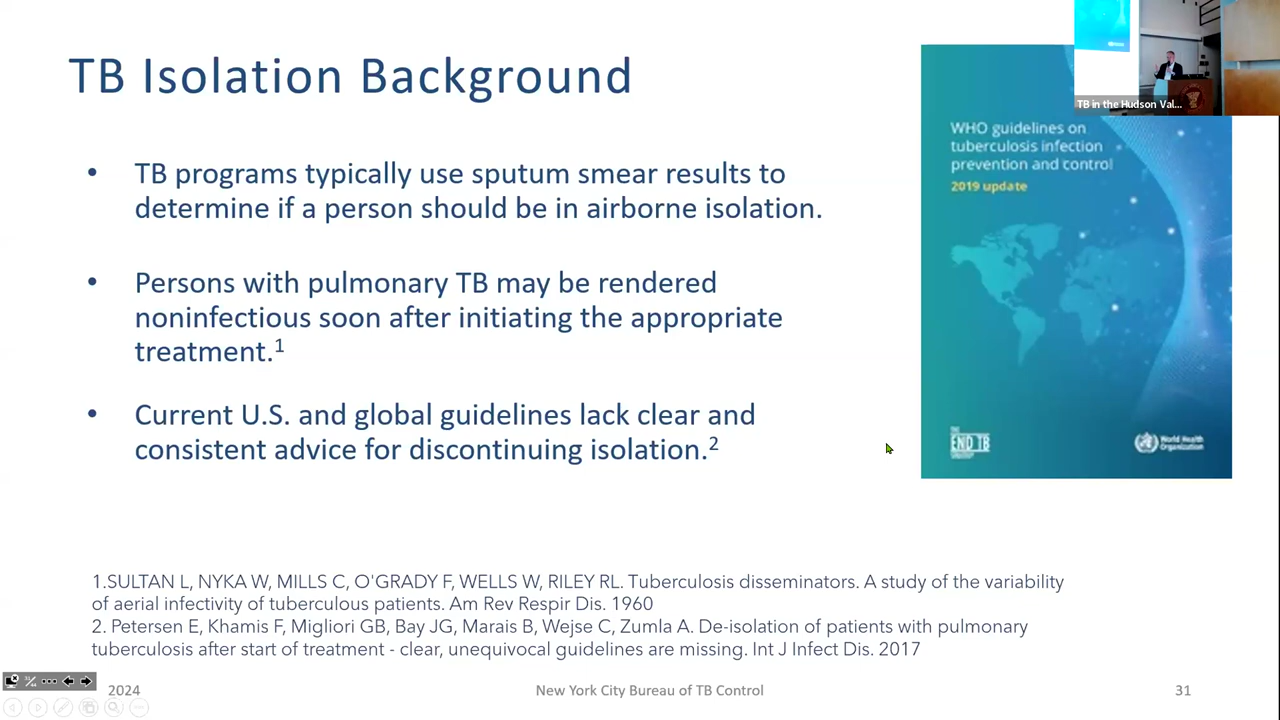 TB Isolation Background
TB in the Hudson Val...
WHO guidelines on
tuberculosis infection
prevention and control
2019 update
• TB programs typically use sputum smear results to
determine if a person should be in airborne isolation.
• Persons with pulmonary TB may be rendered
noninfectious soon after initiating the appropriate
treatment.1
• Current U.S. and global guidelines lack clear and
consistent advice for discontinuing isolation.2
END TB
World Health
Organization
1.SULTAN L, NYKA W, MILLS C, O'GRADY F, WELLS W, RILEY RL. Tuberculosis disseminators. A study of the variability
of aerial infectivity of tuberculous patients. Am Rev Respir Dis. 1960
2. Petersen E, Khamis F, Migliori GB, Bay JG, Marais B, Wejse C, Zumla A. De-isolation of patients with pulmonary
tuberculosis after start of treatment - clear, unequivocal guidelines are missing. Int J Infect Dis. 2017
2024
New York City Bureau of TB Control
31